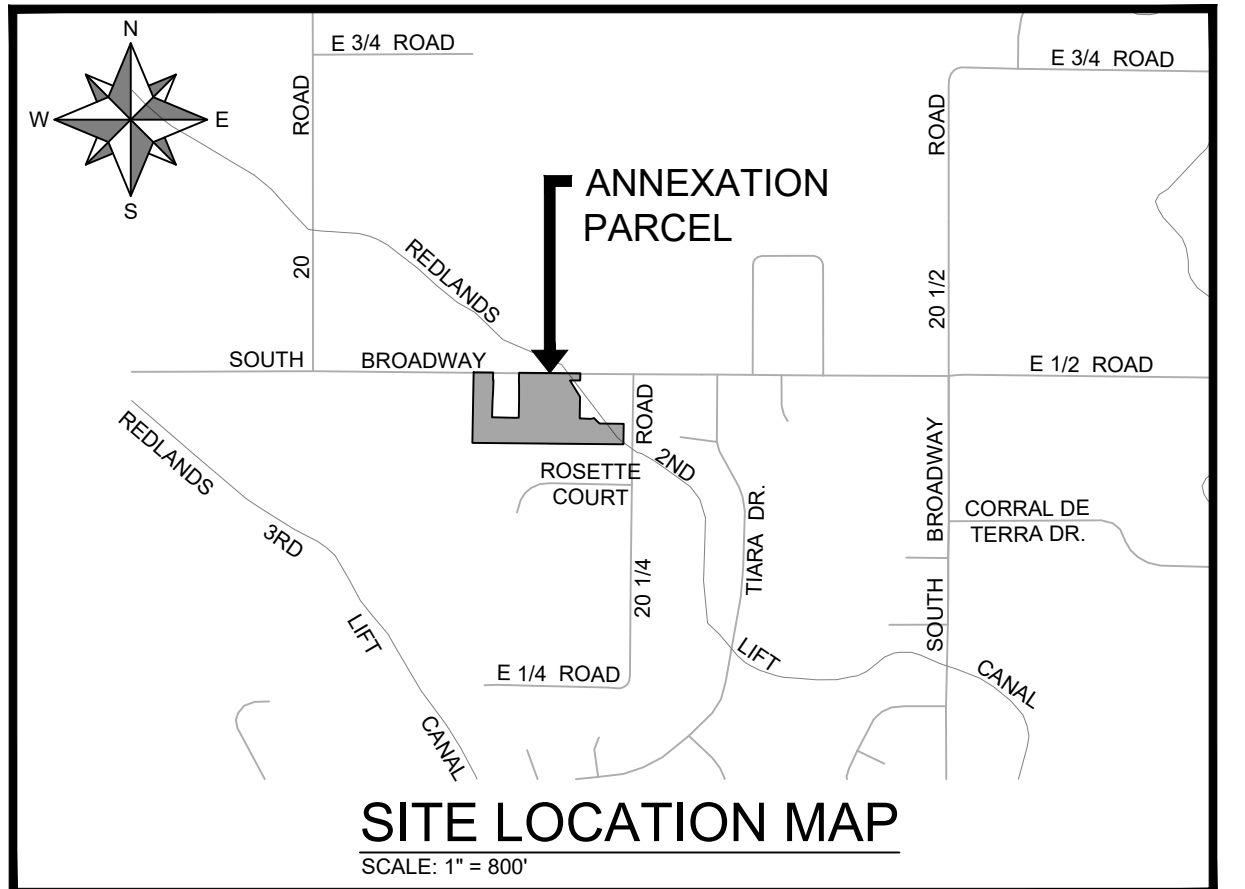 N
W
E
S
E 3/4 ROAD
ROAD
20
E 3/4 ROAD
ROAD
20 1/2
ANNEXATION
PARCEL
REDLANDS
SOUTH BROADWAY
E 1/2 ROAD
ROAD
20 1/4
2ND
LIFT
CANAL
ROSETTE
COURT
TIARA DR.
SOUTH BROADWAY
CORRAL DE
TERRA DR.
REDLANDS
3RD
LIFT
CANAL
E 1/4 ROAD
SITE LOCATION MAP
SCALE: 1" = 800'